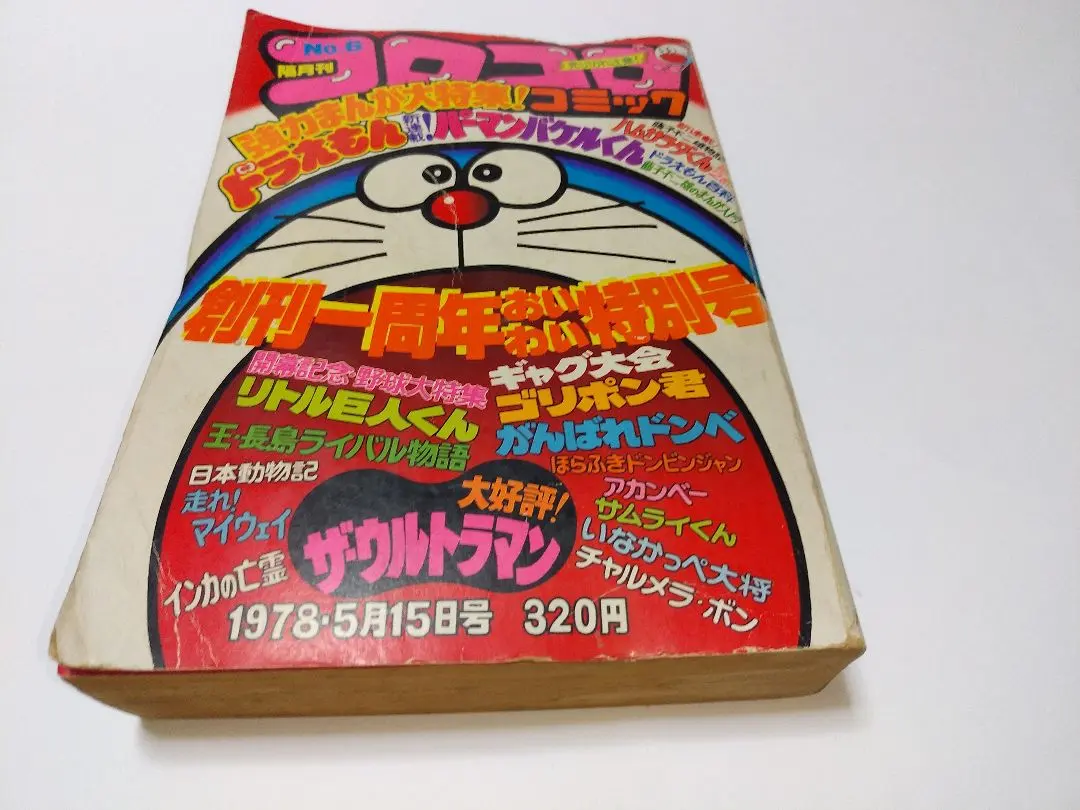 No 6
隔月刊
コロコロ
コミック
強力まんが大特集!
ドラえもん
新連載!
パーマン
バケルくん
ドラえもん百科
創刊一周年おいわい特別号
開幕記念・野球大特集
リトル巨人くん
王・長島ライバル物語
日本動物記
走れ!
マイウェイ
インカの亡霊
ギャグ大会
ゴリポン君
がんばれドンベ
ほらふきドンビンジャン
アカンベー
サムライくん
いなかっぺ大将
チャルメラ・ボン
大好評!
ザ・ウルトラマン
1978・5月15日号 320円